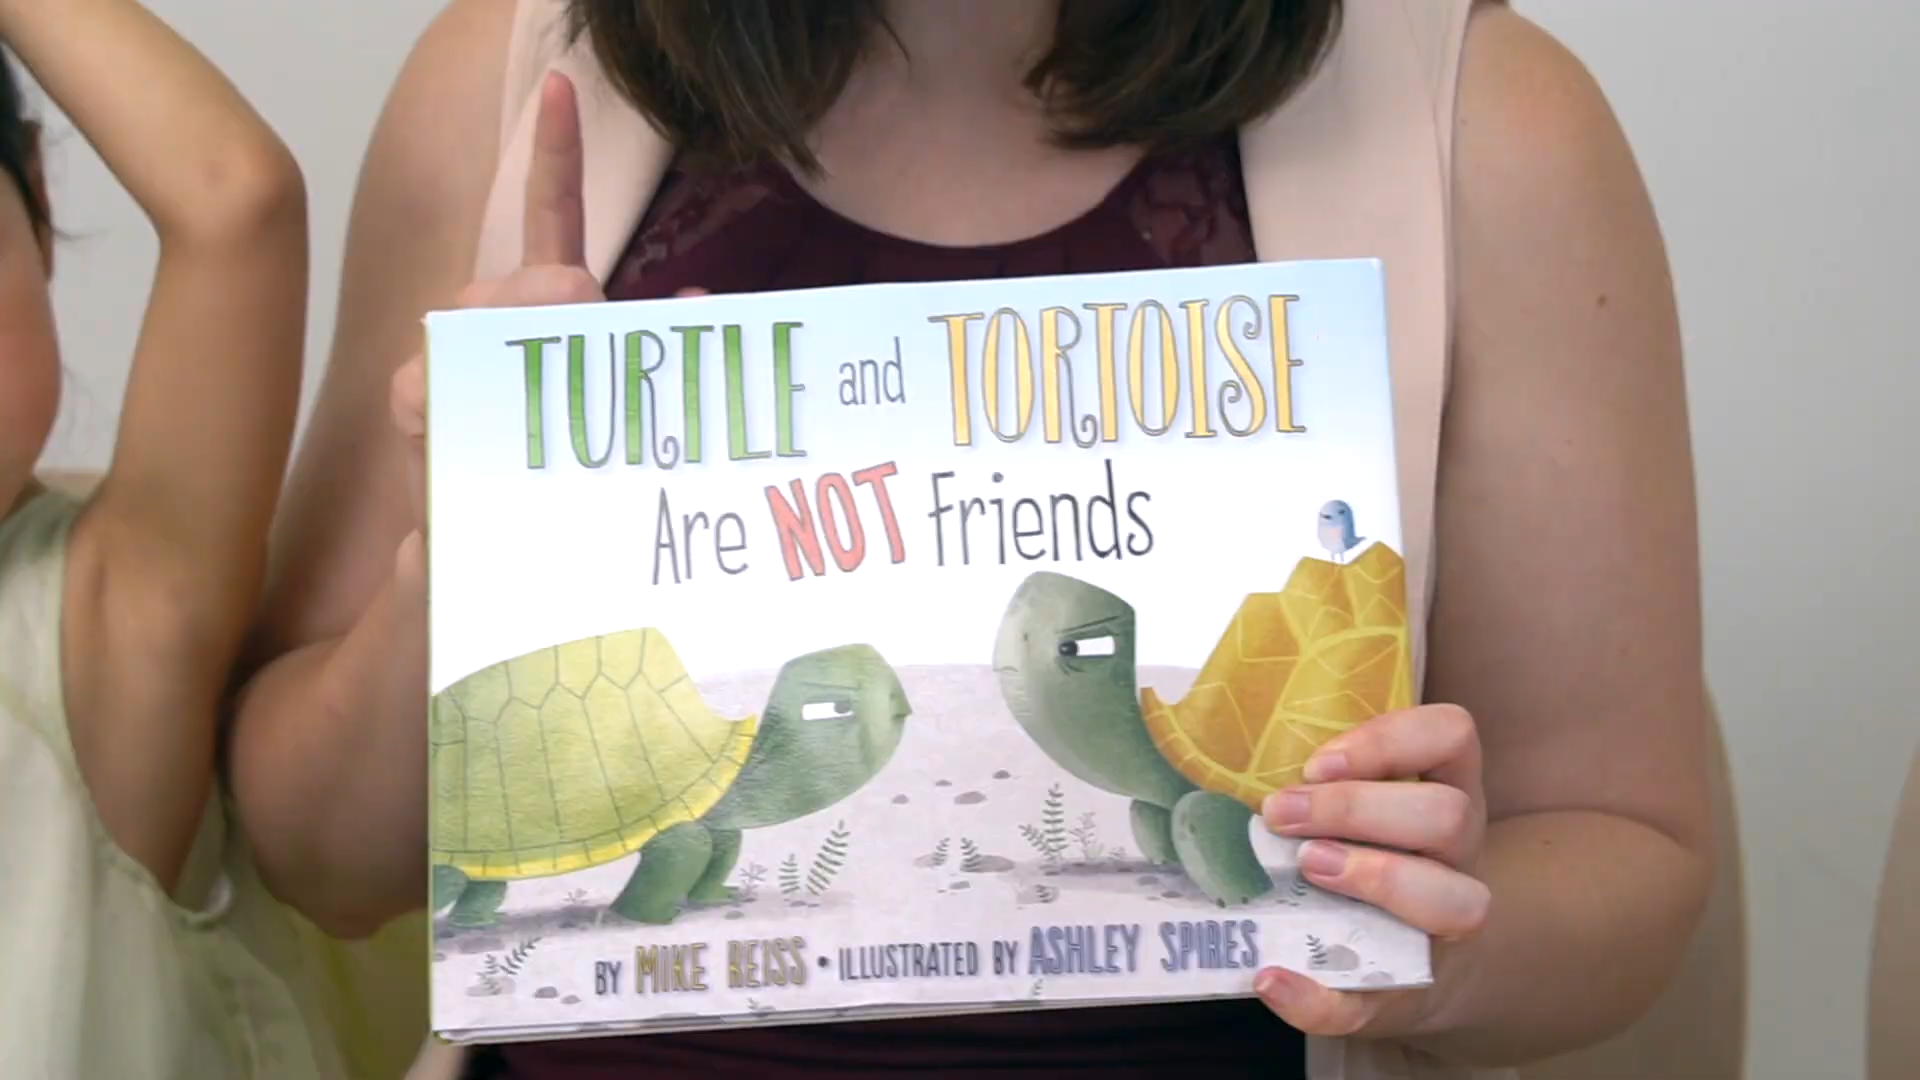 TURTLE and TORTOISE
Are NOT Friends
BY MIKE REISS • ILLUSTRATED BY ASHLEY SPIRES